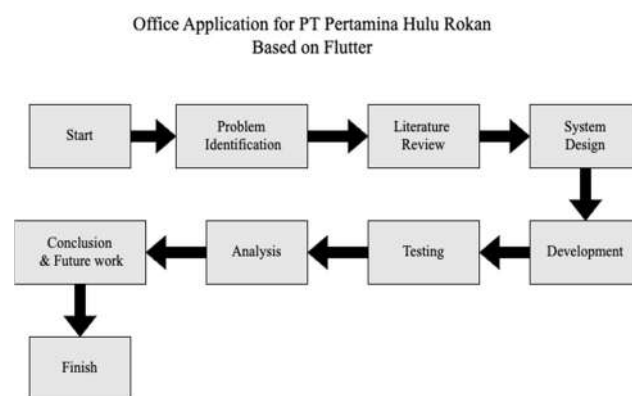 Office Application for PT Pertamina Hulu Rokan
Based on Flutter
Start
Problem
Identification
Literature
Review
System
Design
Development
Testing
Analysis
Conclusion
& Future work
Finish